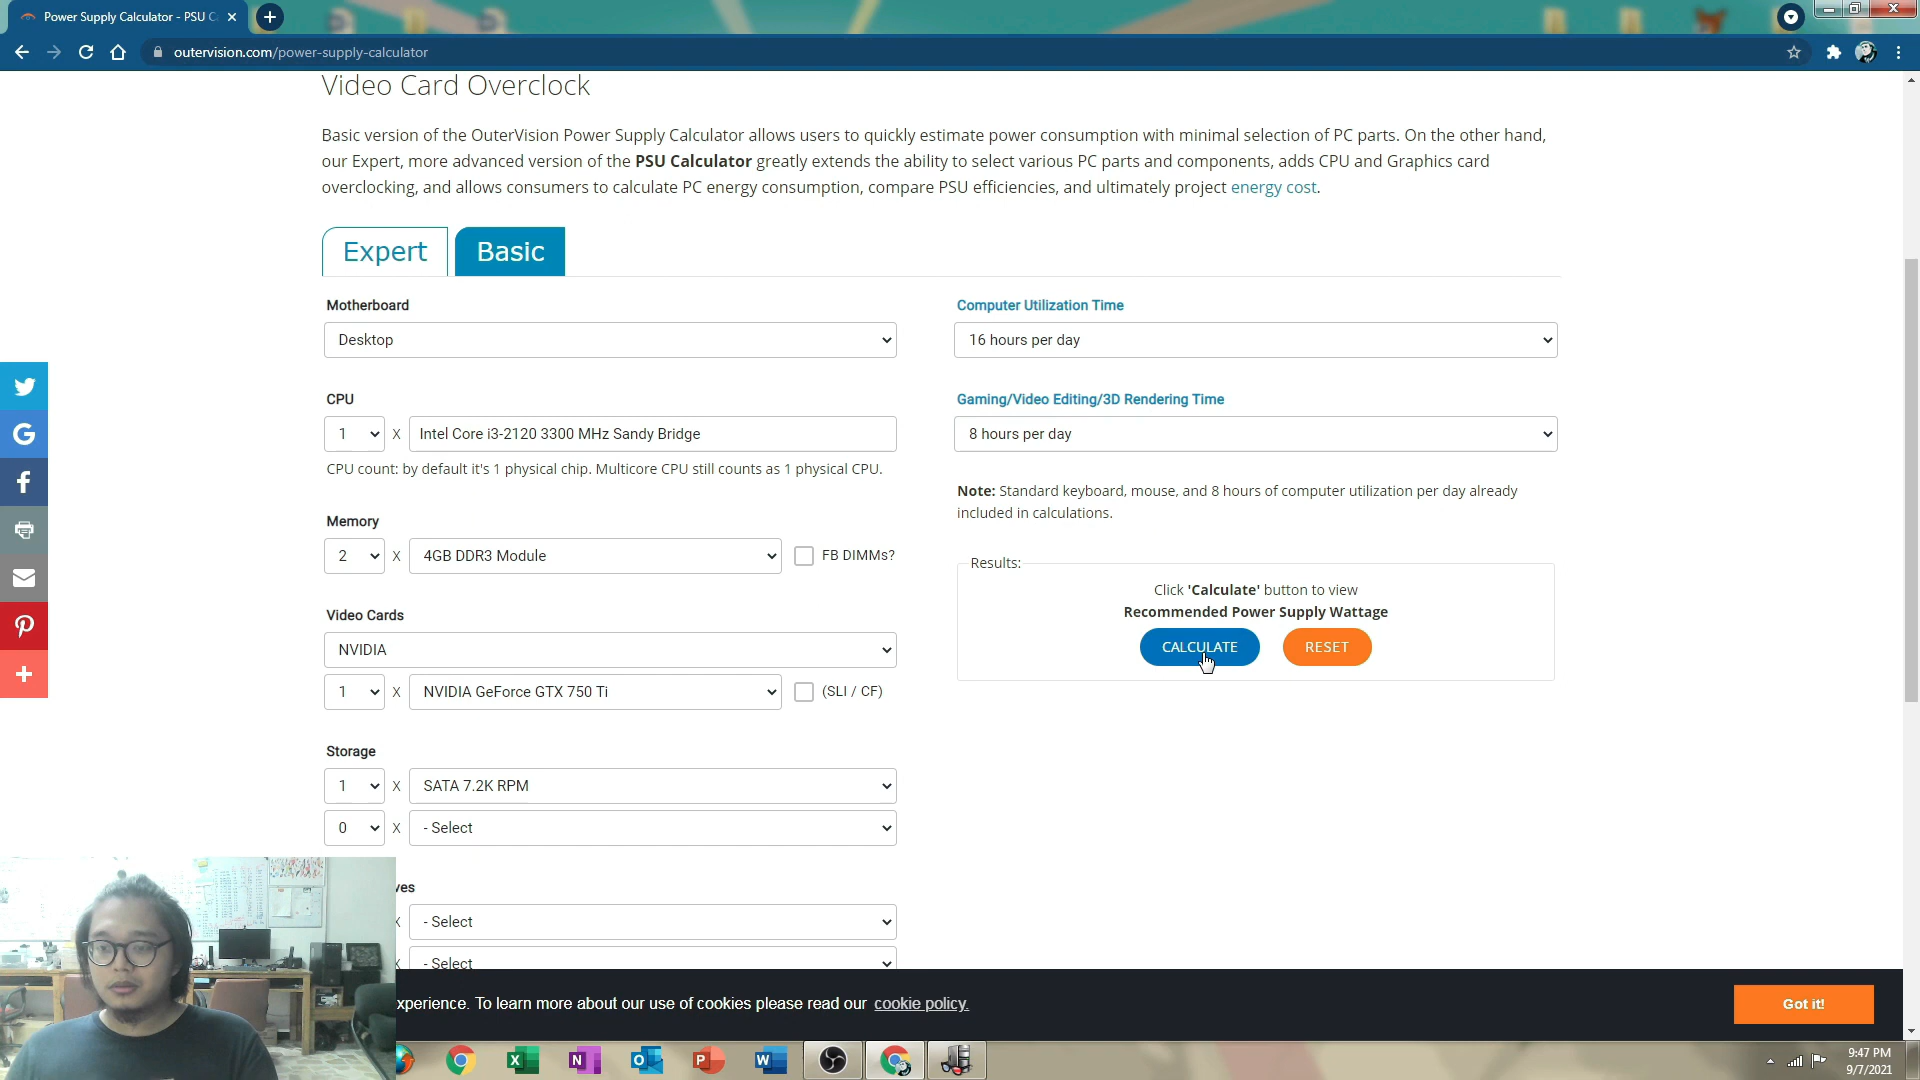 Power Supply Calculator - PSU C
outervision.com/power-supply-calculator
Video Card Overclock
Basic version of the OuterVision Power Supply Calculator allows users to quickly estimate power consumption with minimal selection of PC parts. On the other hand,
our Expert, more advanced version of the PSU Calculator greatly extends the ability to select various PC parts and components, adds CPU and Graphics card
overclocking, and allows consumers to calculate PC energy consumption, compare PSU efficiencies, and ultimately project energy cost.
Expert
Basic
Motherboard
Desktop
CPU
1 X Intel Core i3-2120 3300 MHz Sandy Bridge
CPU count: by default it's 1 physical chip. Multicore CPU still counts as 1 physical CPU.
Memory
2 X 4GB DDR3 Module FB DIMMs?
Video Cards
NVIDIA
1 X NVIDIA GeForce GTX 750 Ti (SLI / CF)
Storage
1 X SATA 7.2K RPM
0 X - Select
ves
X - Select
X - Select
Computer Utilization Time
16 hours per day
Gaming/Video Editing/3D Rendering Time
8 hours per day
Note: Standard keyboard, mouse, and 8 hours of computer utilization per day already
included in calculations.
Results:
Click 'Calculate' button to view
Recommended Power Supply Wattage
CALCULATE
RESET
xperience. To learn more about our use of cookies please read our cookie policy.
Got it!
9:47 PM
9/7/2021